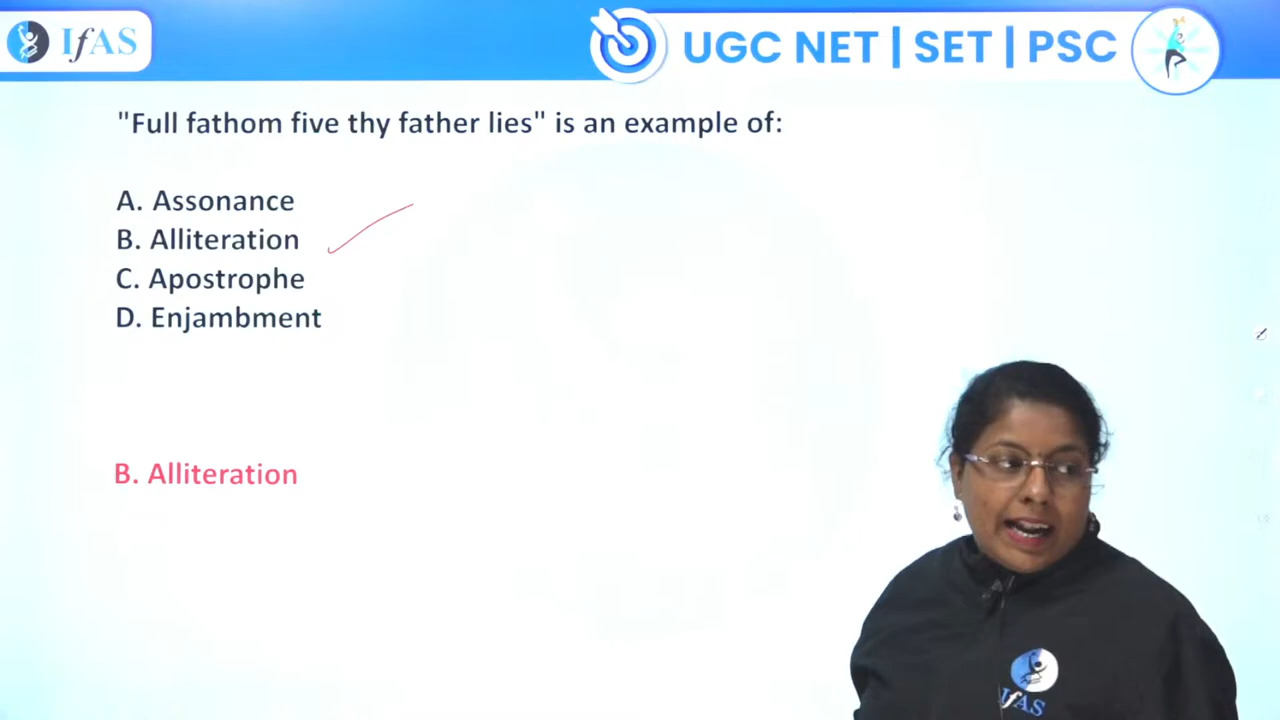 IfAS
UGC NET | SET | PSC
"Full fathom five thy father lies" is an example of:
A. Assonance
B. Alliteration
C. Apostrophe
D. Enjambment
B. Alliteration
IfAS